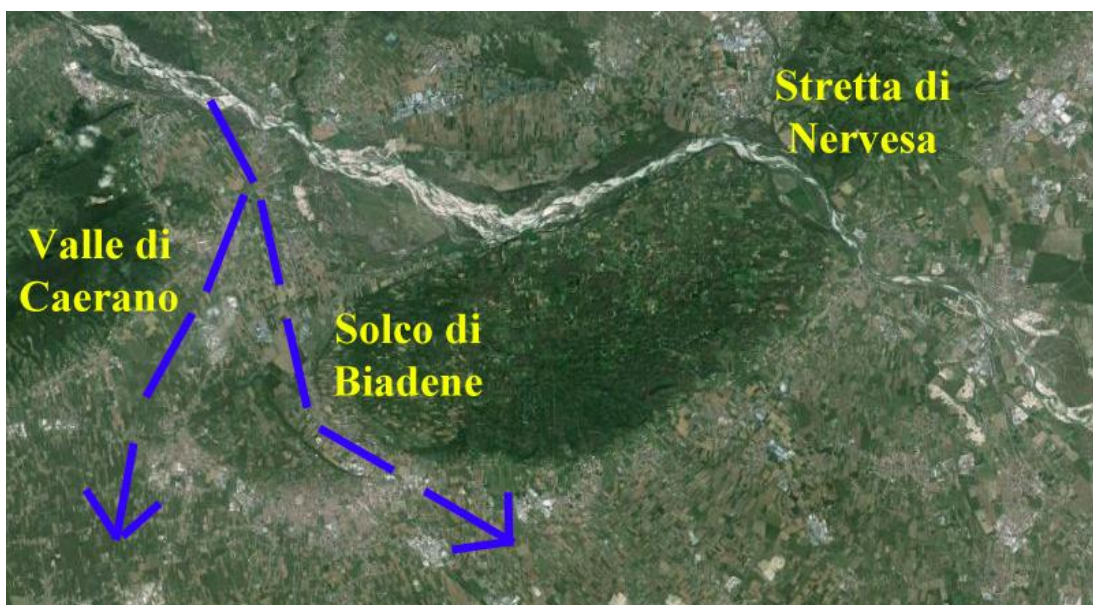 Stretta di
Nervesa
Valle di
Caerano
Solco di
Biadene